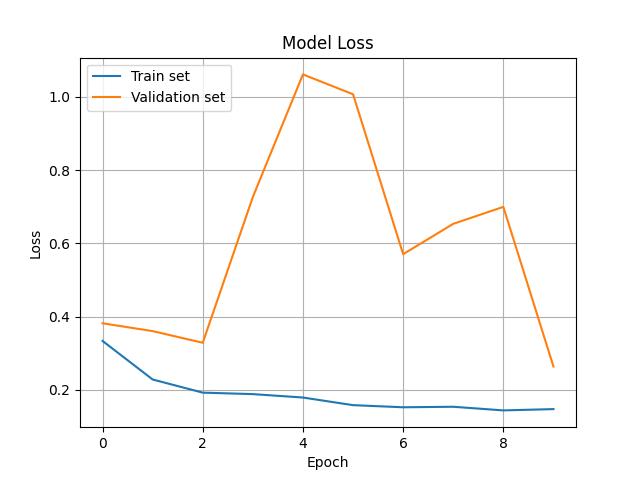 Model Loss
Train set
Validation set
1.0
0.8
0.6
0.4
0.2
Loss
0 2 4 6 8
Epoch